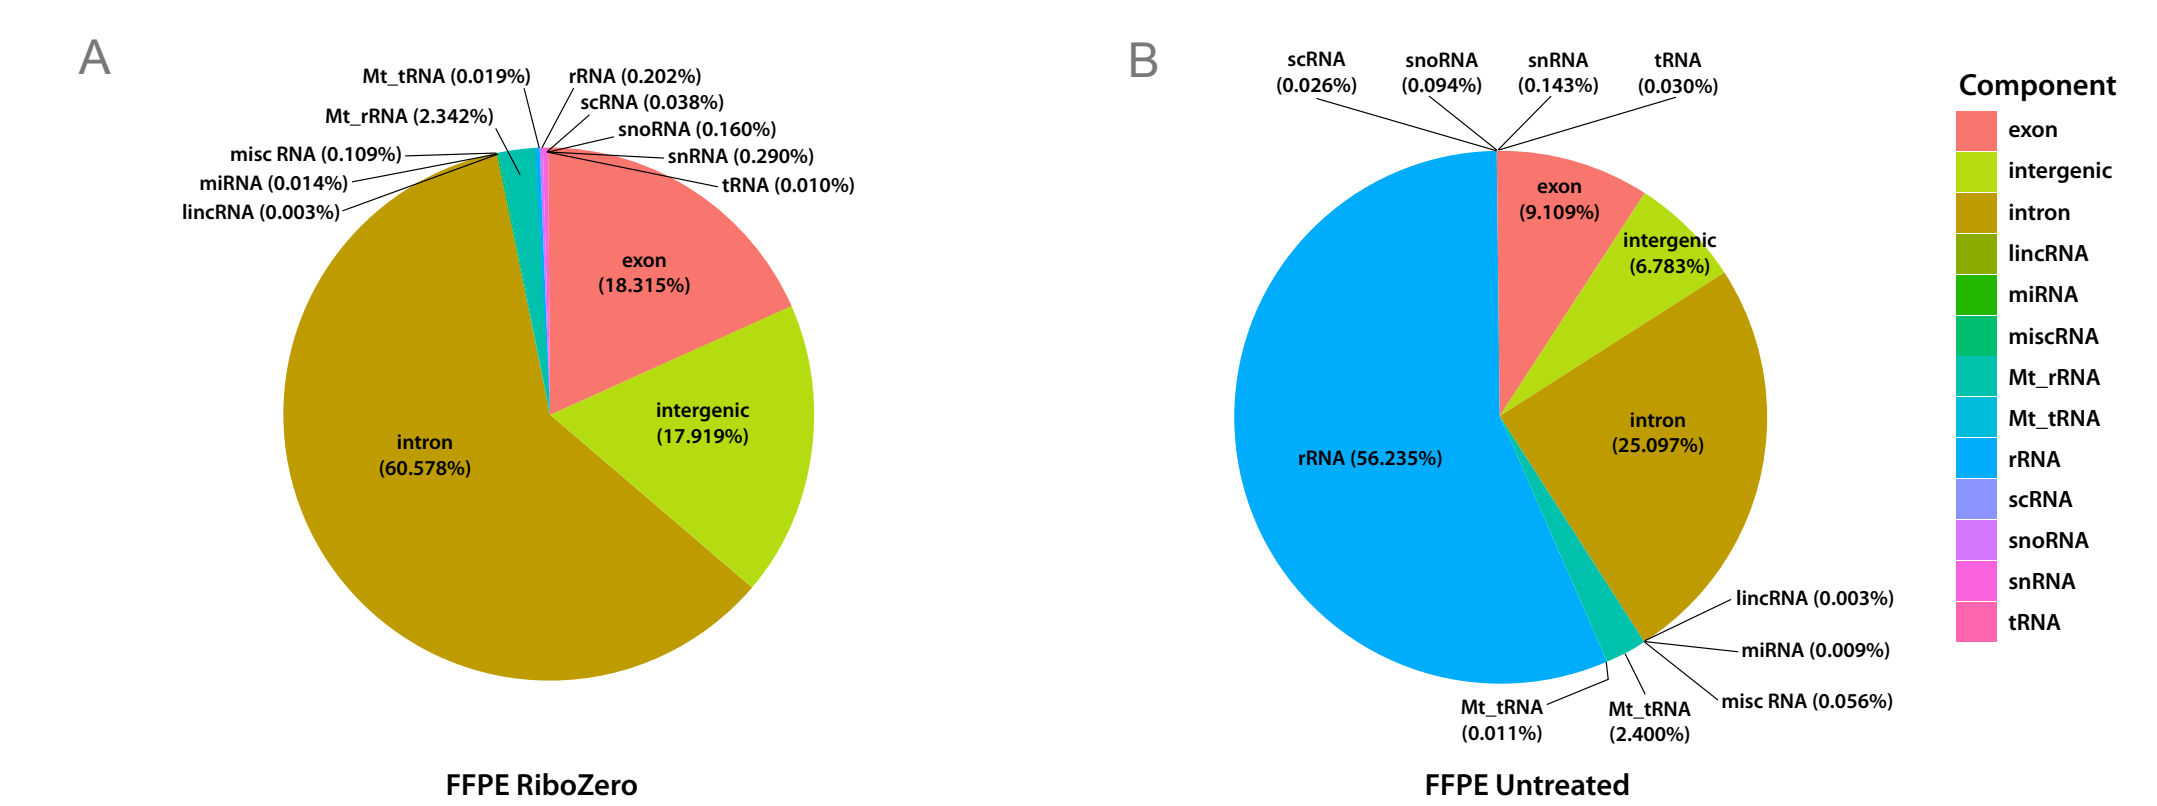 A
Mt_tRNA (0.019%)
rRNA (0.202%)
scRNA (0.038%)
Mt_rRNA (2.342%)
snoRNA (0.160%)
misc RNA (0.109%)
snRNA (0.290%)
miRNA (0.014%)
tRNA (0.010%)
lincRNA (0.003%)
exon
(18.315%)
intergenic
(17.919%)
intron
(60.578%)
FFPE RiboZero
B
scRNA
(0.026%)
snoRNA
(0.094%)
snRNA
(0.143%)
tRNA
(0.030%)
exon
(9.109%)
intergenic
(6.783%)
intron
(25.097%)
rRNA (56.235%)
lincRNA (0.003%)
miRNA (0.009%)
misc RNA (0.056%)
Mt_tRNA
(0.011%)
Mt_tRNA
(2.400%)
FFPE Untreated
Component
exon
intergenic
intron
lincRNA
miRNA
miscRNA
Mt_rRNA
Mt_tRNA
rRNA
scRNA
snoRNA
snRNA
tRNA